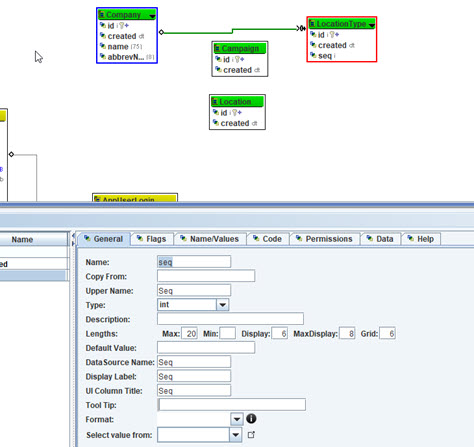 Company
id i
created dt
name (75)
abbrevN... (8)
LocationType
id i
created dt
seq i
Campaign
id i
created dt
Location
id i
created dt
AppUserLogin
Name
ed
General
Flags
Name/Values
Code
Permissions
Data
Help
Name: seq
Copy From:
Upper Name: Seq
Type: int
Description:
Lengths: Max: 20 Min: Display: 6 MaxDisplay: 8 Grid: 6
Default Value:
DataSource Name: Seq
Display Label: Seq
UI Column Title: Seq
Tool Tip:
Format:
Select value from: